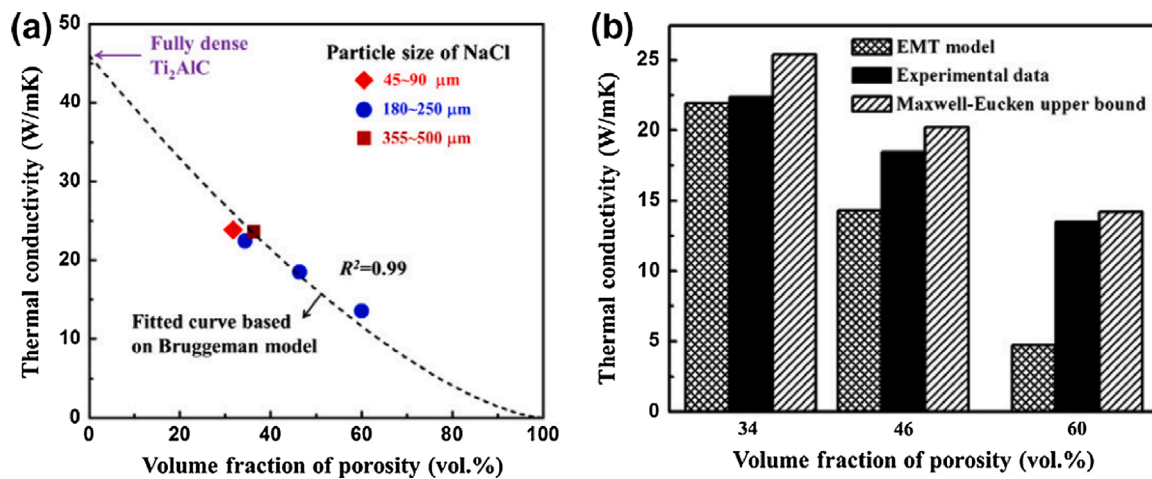 (a)
50
40
30
20
10
0
Thermal conductivity (W/mK)
Fully dense
Ti₂AlC
Particle size of NaCl
45~90 μm
180~250 μm
355~500 μm
R²=0.99
Fitted curve based
on Bruggeman model
0 20 40 60 80 100
Volume fraction of porosity (vol.%)
(b)
25
20
15
10
5
0
Thermal conductivity (W/mK)
EMT model
Experimental data
Maxwell-Eucken upper bound
34 46 60
Volume fraction of porosity (vol.%)